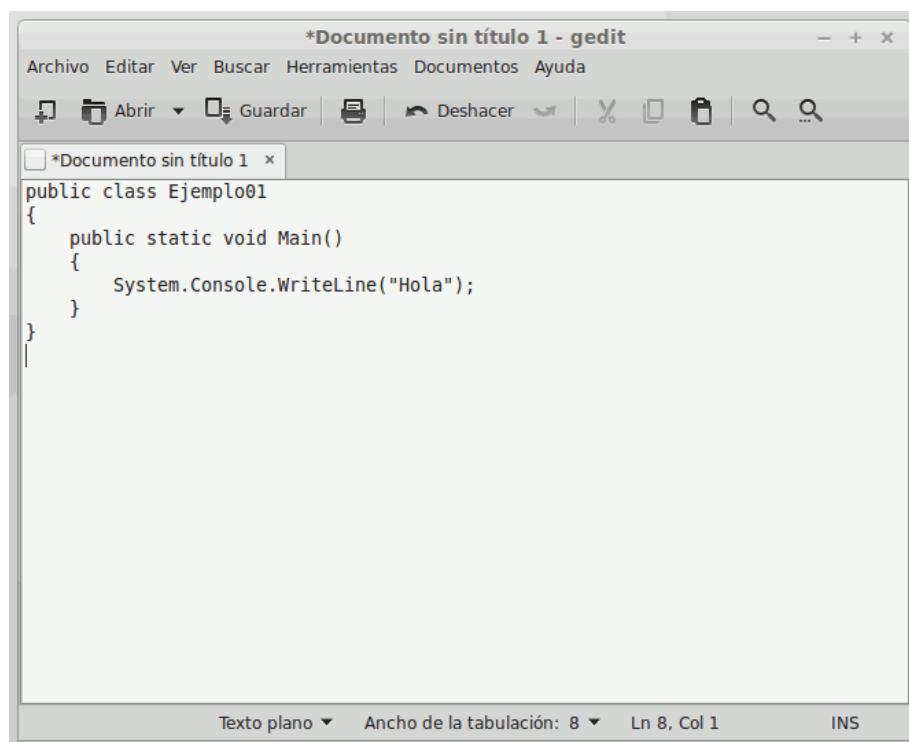 *Documento sin título 1 - gedit
Archivo Editar Ver Buscar Herramientas Documentos Ayuda
Abrir Guardar Deshacer
*Documento sin título 1
public class Ejemplo01
{
    public static void Main()
    {
        System.Console.WriteLine("Hola");
    }
}
Texto plano Ancho de la tabulación: 8 Ln 8, Col 1 INS